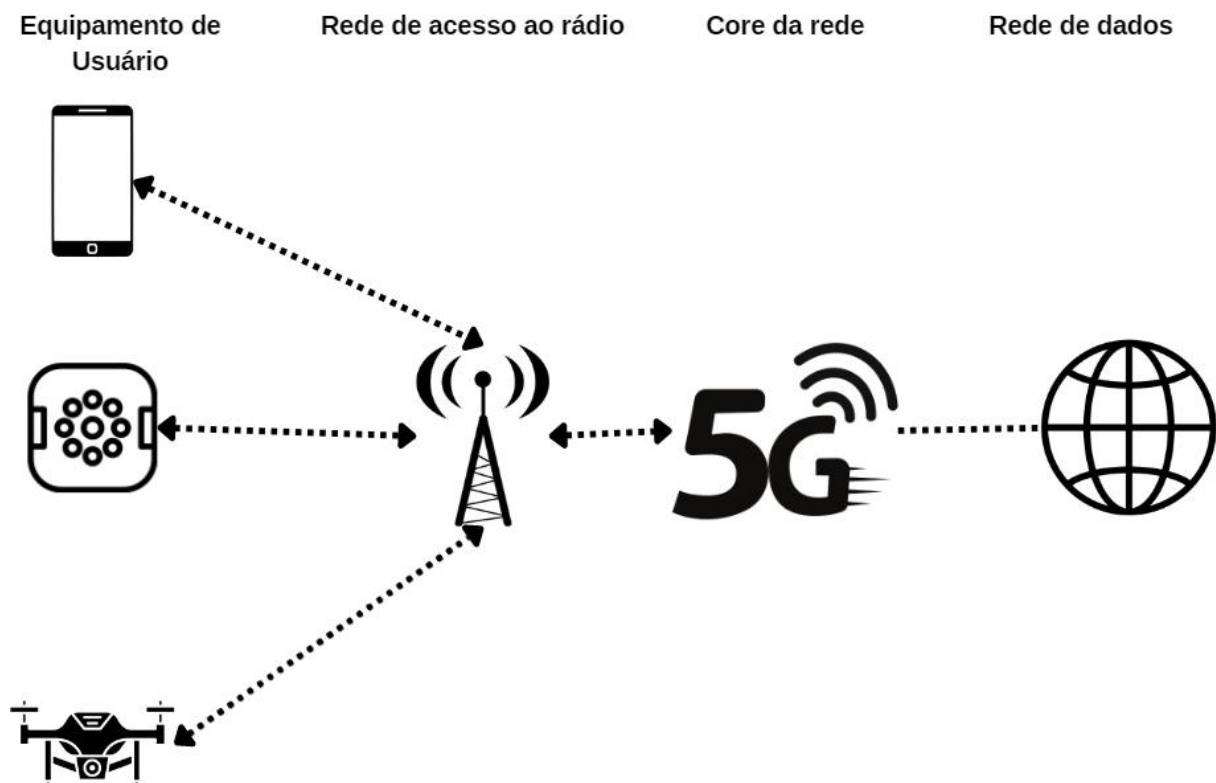 Equipamento de
Usuário
Rede de acesso ao rádio
Core da rede
Rede de dados
5G